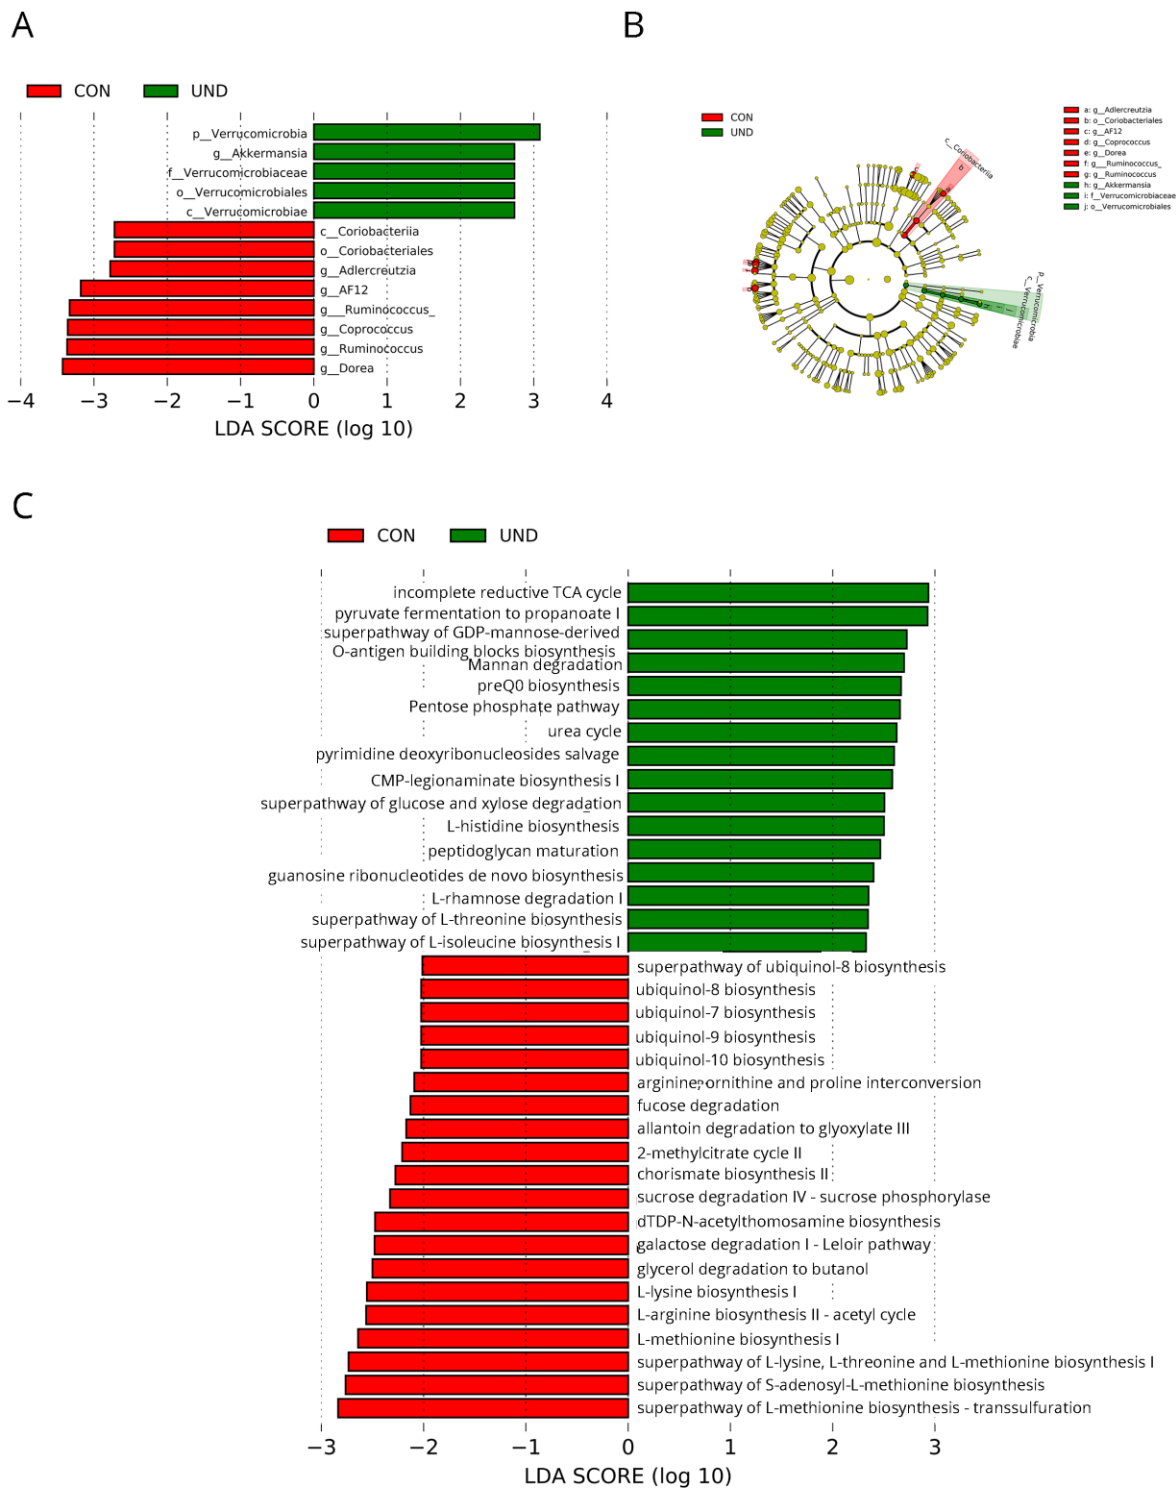 A
CON UND
p__Verrucomicrobia
g__Akkermansia
f__Verrucomicrobiaceae
o__Verrucomicrobiales
c__Verrucomicrobiae
c__Coriobacteriia
o__Coriobacteriales
g__Adlercreutzia
g__AF12
g___Ruminococcus_
g__Coprococcus
g__Ruminococcus
g__Dorea
−4 −3 −2 −1 0 1 2 3 4
LDA SCORE (log 10)
B
CON
UND
c__Coriobacteriia
b
p__Verrucomicrobia
c__Verrucomicrobiae
a: g__Adlercreutzia
b: o__Coriobacteriales
c: g__AF12
d: g__Coprococcus
e: g__Dorea
f: g___Ruminococcus_
g: g__Ruminococcus
h: g__Akkermansia
i: f__Verrucomicrobiaceae
j: o__Verrucomicrobiales
C
CON UND
incomplete reductive TCA cycle
pyruvate fermentation to propanoate I
superpathway of GDP-mannose-derived
O-antigen building blocks biosynthesis
Mannan degradation
preQ0 biosynthesis
Pentose phosphate pathway
urea cycle
pyrimidine deoxyribonucleosides salvage
CMP-legionaminate biosynthesis I
superpathway of glucose and xylose degradation
L-histidine biosynthesis
peptidoglycan maturation
guanosine ribonucleotides de novo biosynthesis
L-rhamnose degradation I
superpathway of L-threonine biosynthesis
superpathway of L-isoleucine biosynthesis I
superpathway of ubiquinol-8 biosynthesis
ubiquinol-8 biosynthesis
ubiquinol-7 biosynthesis
ubiquinol-9 biosynthesis
ubiquinol-10 biosynthesis
arginine, ornithine and proline interconversion
fucose degradation
allantoin degradation to glyoxylate III
2-methylcitrate cycle II
chorismate biosynthesis II
sucrose degradation IV - sucrose phosphorylase
dTDP-N-acetylthomosamine biosynthesis
galactose degradation I - Leloir pathway
glycerol degradation to butanol
L-lysine biosynthesis I
L-arginine biosynthesis II - acetyl cycle
L-methionine biosynthesis I
superpathway of L-lysine, L-threonine and L-methionine biosynthesis I
superpathway of S-adenosyl-L-methionine biosynthesis
superpathway of L-methionine biosynthesis - transsulfuration
−3 −2 −1 0 1 2 3
LDA SCORE (log 10)